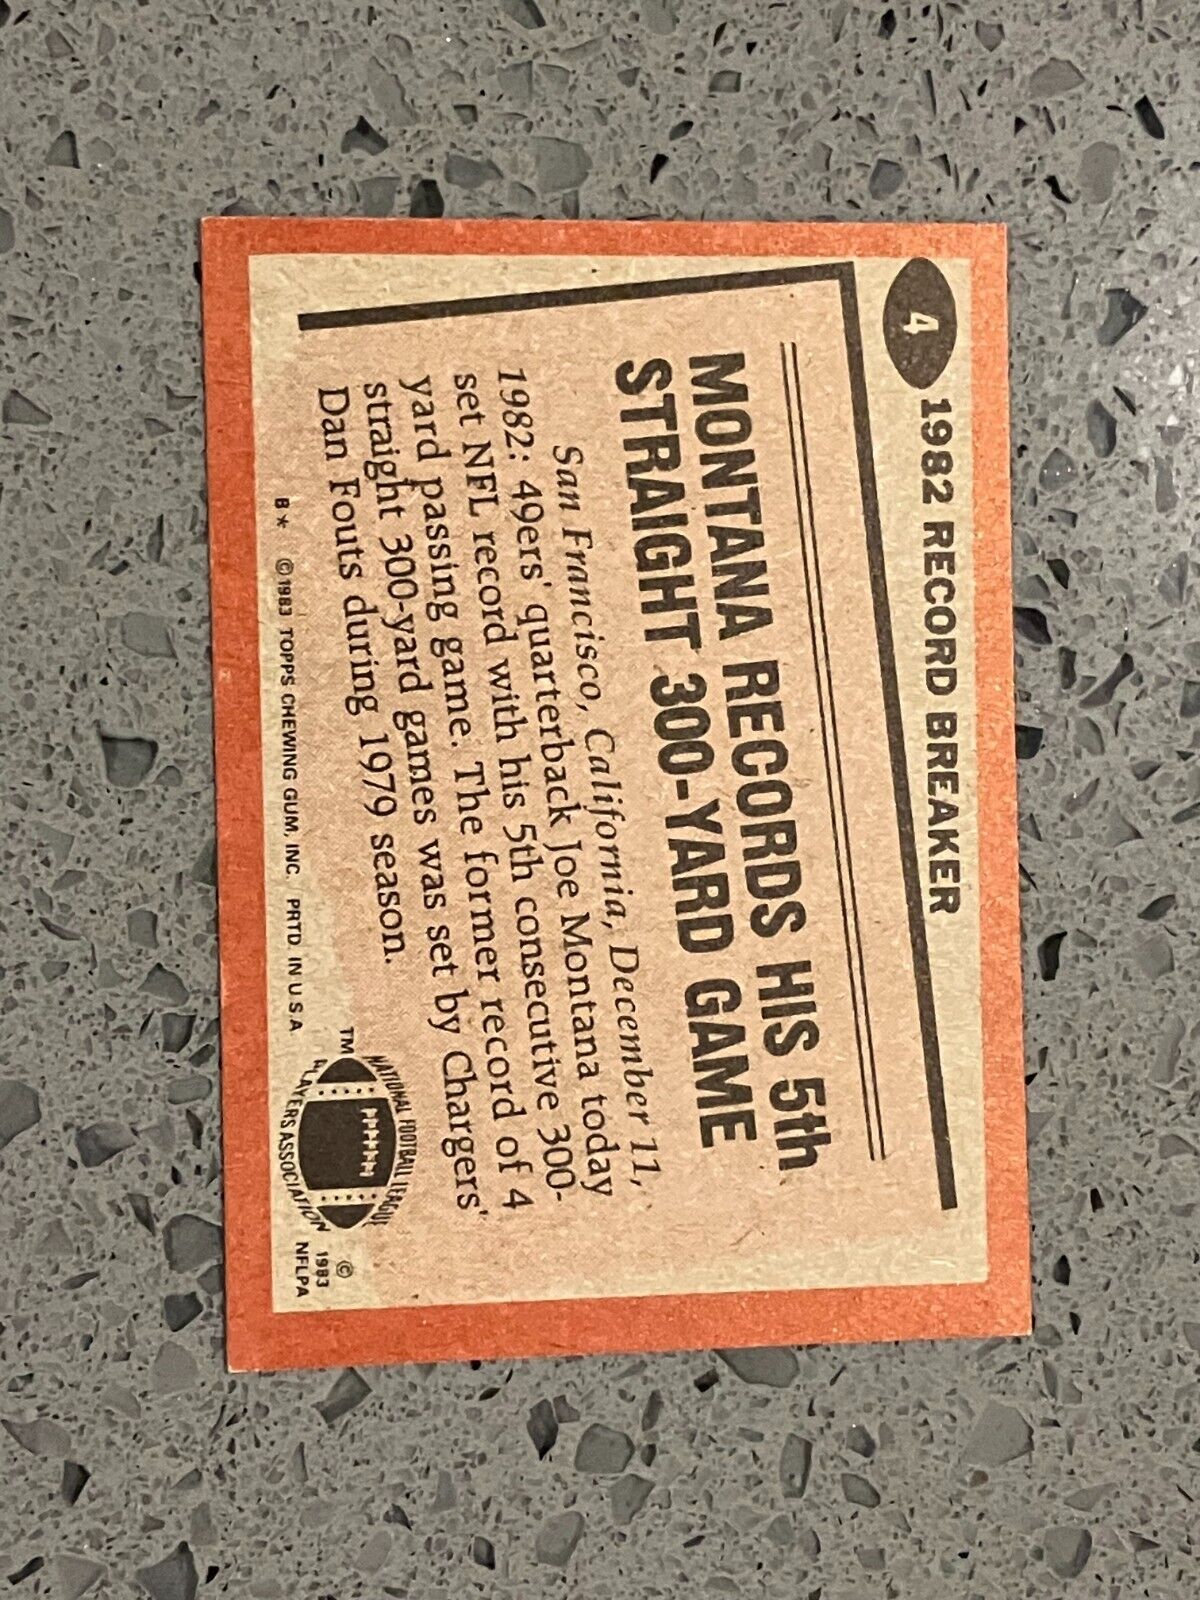 4
1982 RECORD BREAKER
MONTANA RECORDS HIS 5th
STRAIGHT 300-YARD GAME
San Francisco, California, December 11,
1982: 49ers' quarterback Joe Montana today
set NFL record with his 5th consecutive 300-
yard passing game. The former record of 4
straight 300-yard games was set by Chargers'
Dan Fouts during 1979 season.
B* © 1983 TOPPS CHEWING GUM, INC. PRTD. IN U.S.A.
TM
NATIONAL FOOTBALL LEAGUE
PLAYERS ASSOCIATION
©
1983
NFLPA